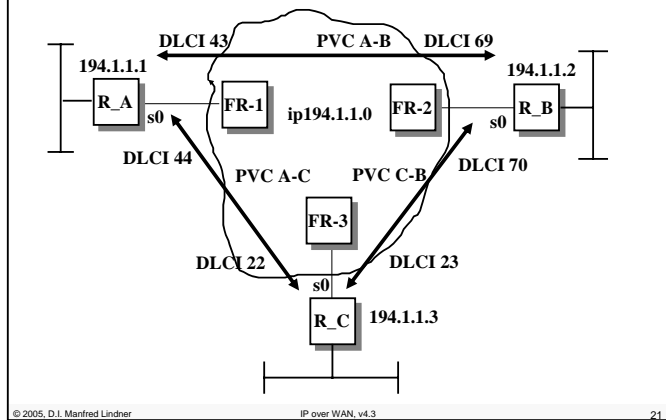 DLCI 43 PVC A-B DLCI 69
194.1.1.1 194.1.1.2
R_A FR-1 ip194.1.1.0 FR-2 R_B
s0 s0
DLCI 44 PVC A-C PVC C-B DLCI 70
FR-3
DLCI 22 DLCI 23
s0
R_C 194.1.1.3
© 2005, D.I. Manfred Lindner IP over WAN, v4.3 21